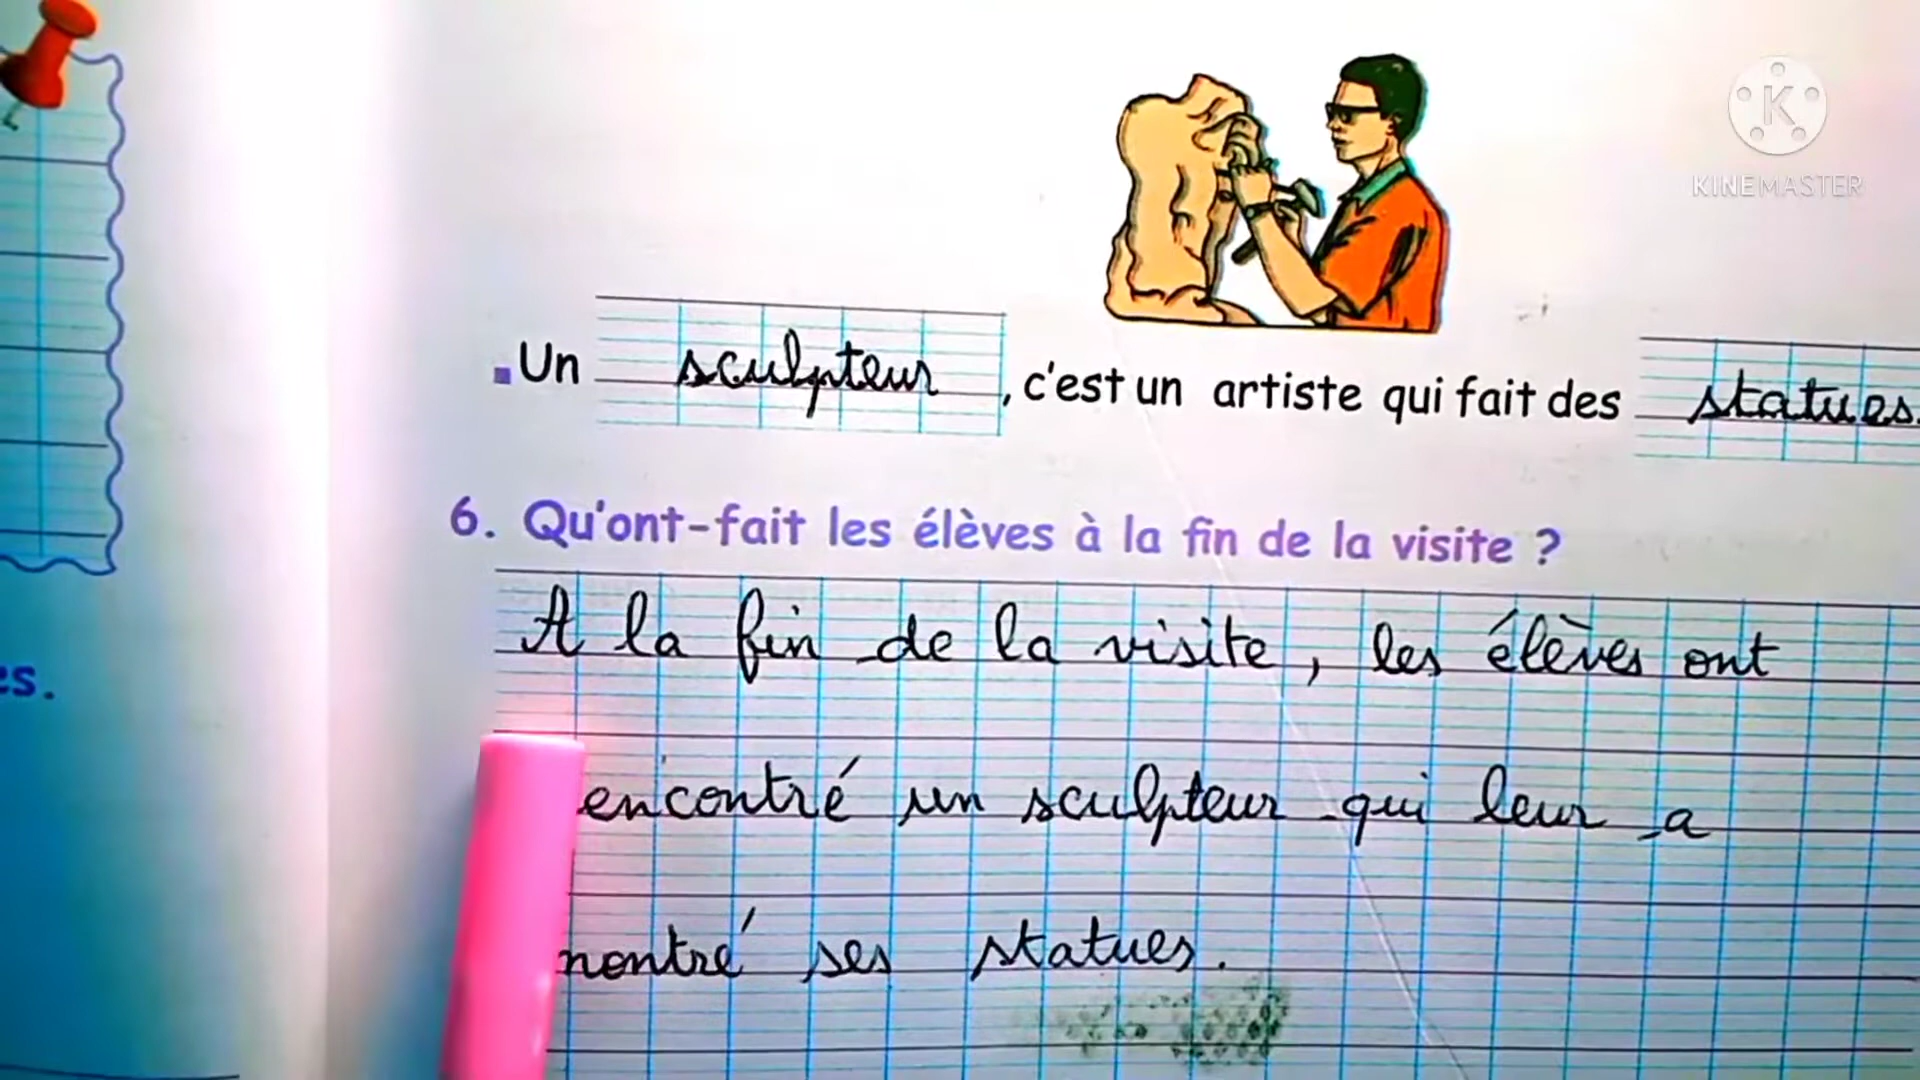 KINEMASTER
Un sculpteur, c'est un artiste qui fait des statues.
6. Qu'ont-fait les élèves à la fin de la visite ?
A la fin de la visite, les élèves ont
encontré un sculpteur qui leur a
montré ses statues.
es.